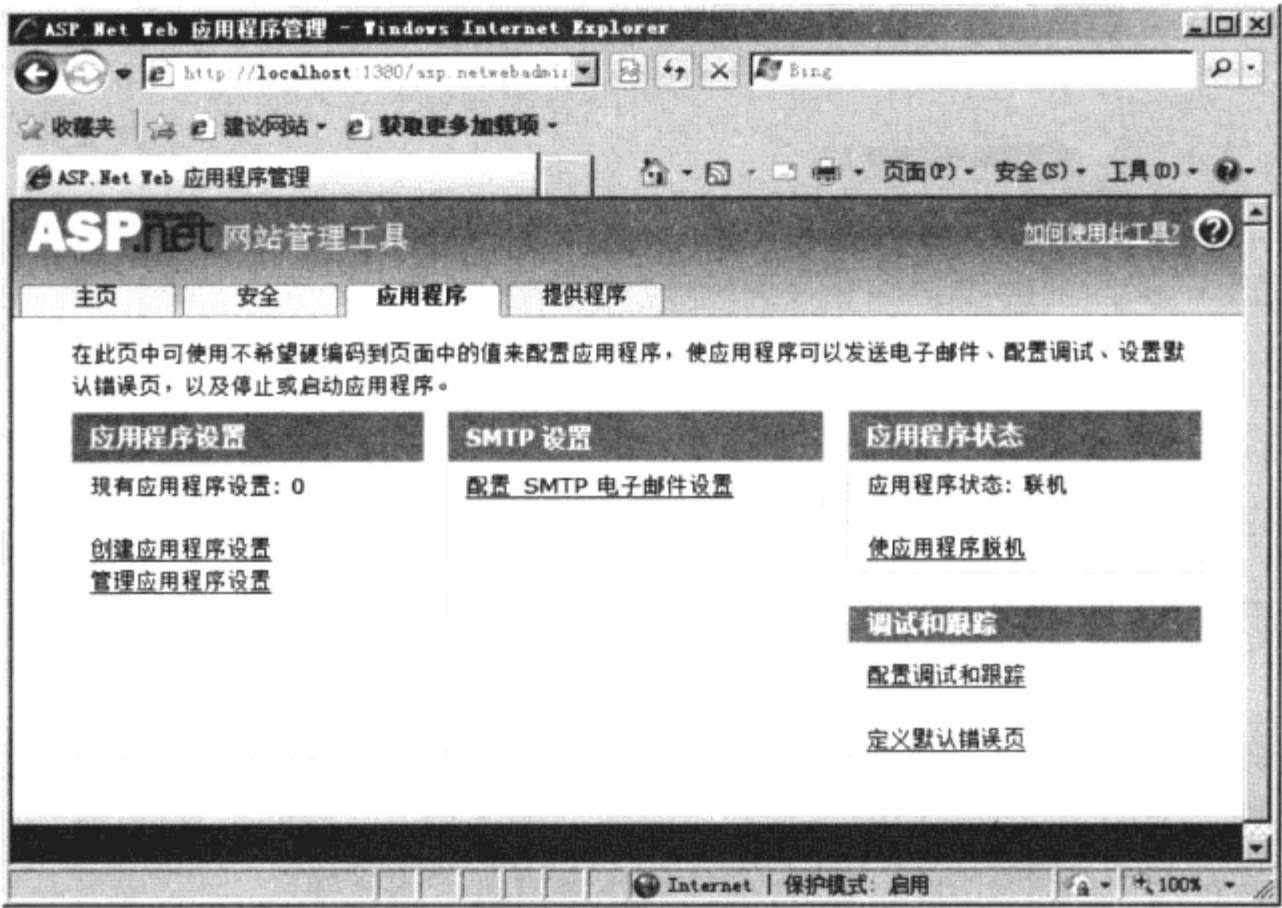 ASP.Net Web 应用程序管理 - Windows Internet Explorer
http://localhost:1380/asp.netwebadmi
Bing
收藏夹 建议网站 获取更多加载项
ASP.Net Web 应用程序管理 页面(P) 安全(S) 工具(O)
ASP.net 网站管理工具 如何使用此工具? ?
主页 安全 应用程序 提供程序
在此页中可使用不希望硬编码到页面中的值来配置应用程序，使应用程序可以发送电子邮件、配置调试、设置默
认错误页，以及停止或启动应用程序。
应用程序设置
现有应用程序设置: 0
创建应用程序设置
管理应用程序设置
SMTP 设置
配置 SMTP 电子邮件设置
应用程序状态
应用程序状态: 联机
使应用程序脱机
调试和跟踪
配置调试和跟踪
定义默认错误页
Internet | 保护模式: 启用 100%